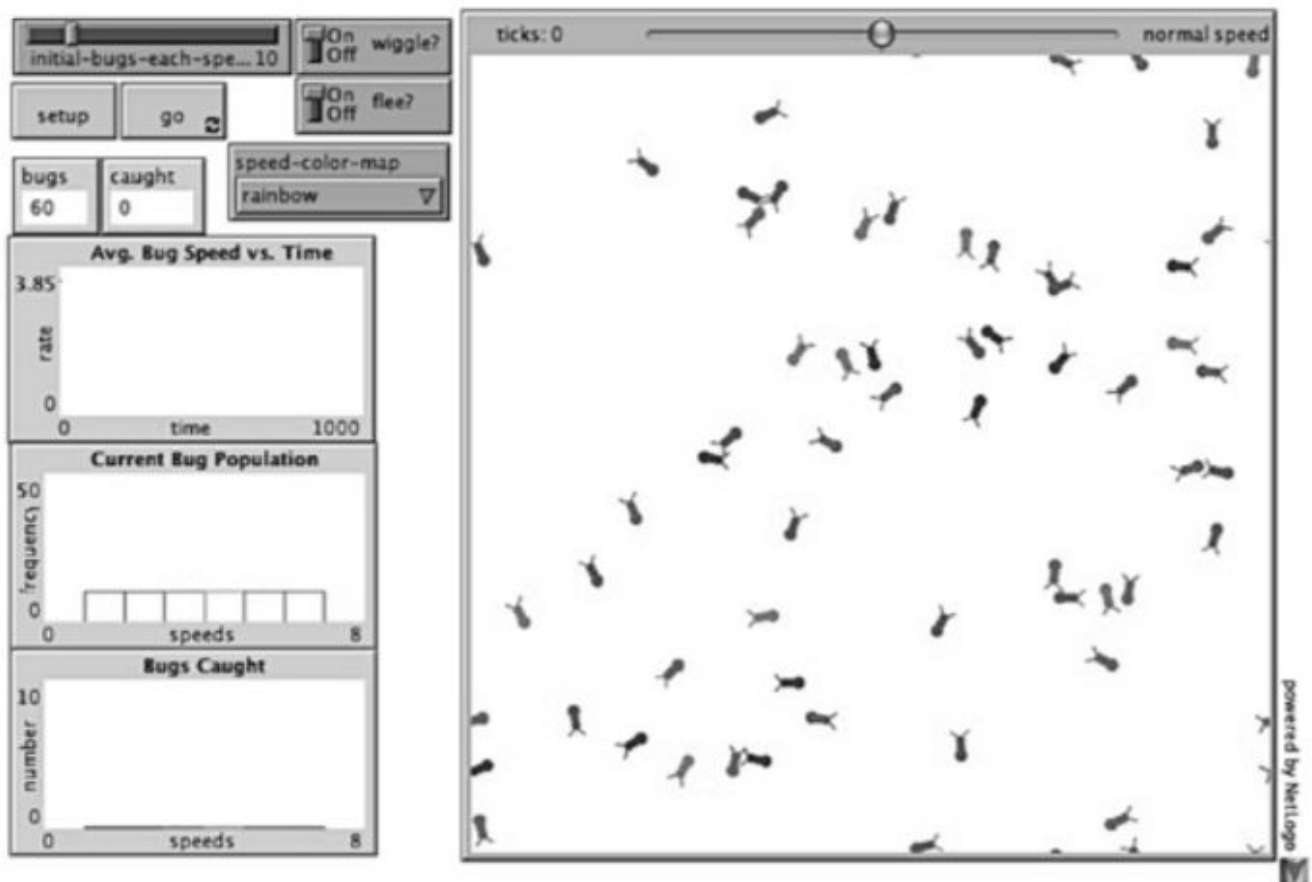 initial-bugs-each-spe... 10
On
Off
wiggle?
setup
go
On
Off
flee?
bugs
60
caught
0
speed-color-map
rainbow
Avg. Bug Speed vs. Time
3.85
rate
0
0
time
1000
Current Bug Population
50
frequency
0
0
speeds
8
Bugs Caught
10
number
0
0
speeds
8
ticks: 0
normal speed
powered by NetLogo